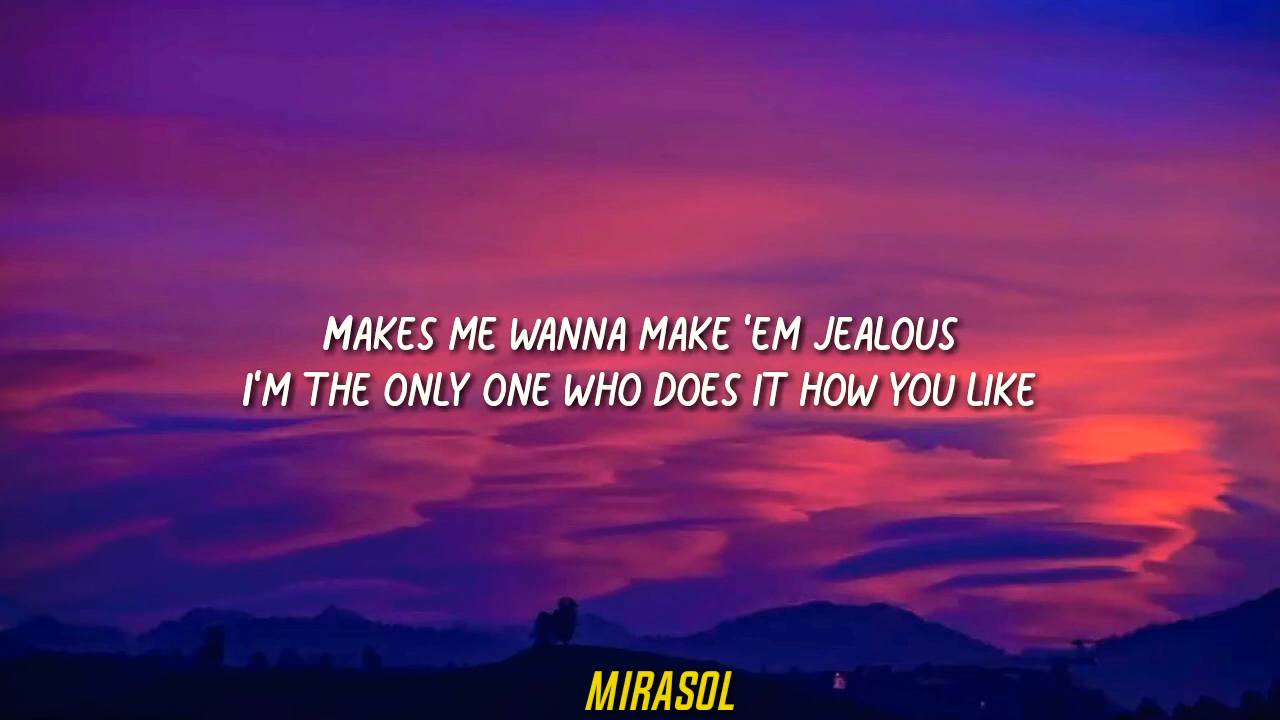 MAKES ME WANNA MAKE 'EM JEALOUS
I'M THE ONLY ONE WHO DOES IT HOW YOU LIKE
MIRASOL